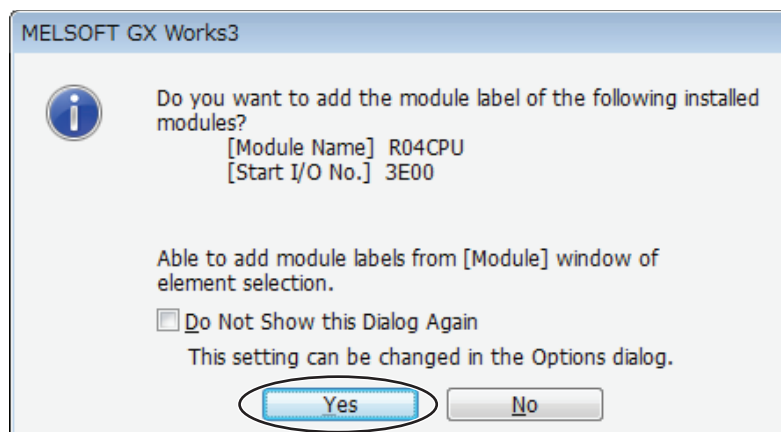 MELSOFT GX Works3
Do you want to add the module label of the following installed
modules?
[Module Name] R04CPU
[Start I/O No.] 3E00
Able to add module labels from [Module] window of
element selection.
Do Not Show this Dialog Again
This setting can be changed in the Options dialog.
Yes No